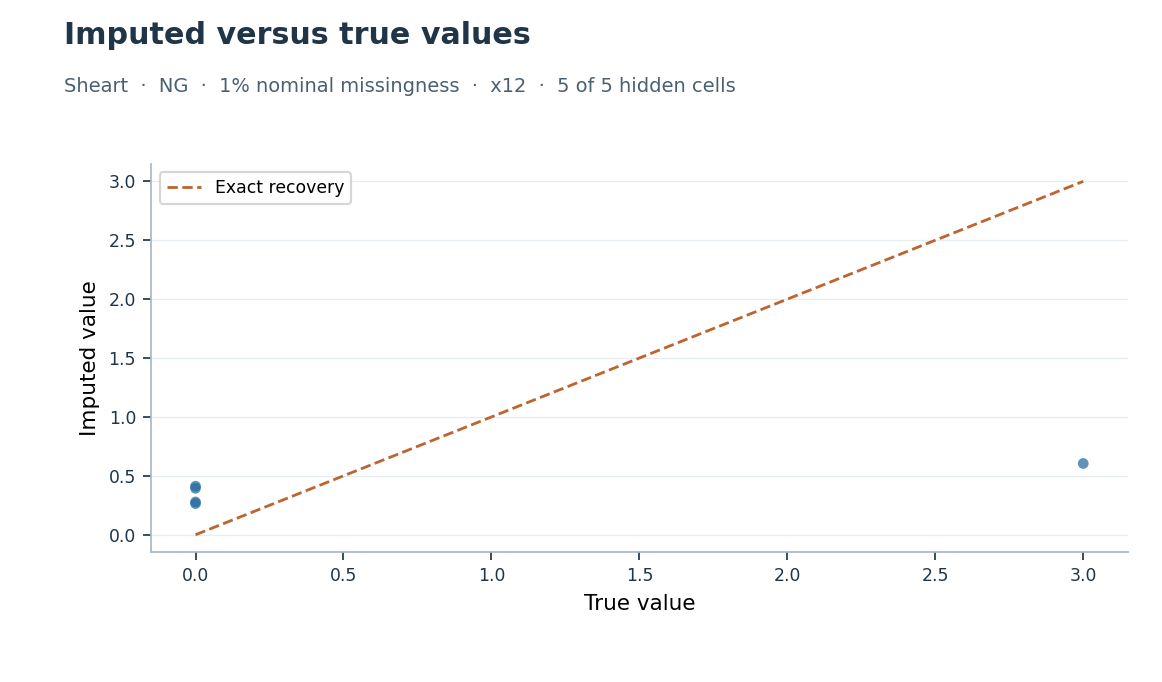 Imputed versus true values
Sheart · NG · 1% nominal missingness · x12 · 5 of 5 hidden cells
Exact recovery
Imputed value
3.0
2.5
2.0
1.5
1.0
0.5
0.0
0.0 0.5 1.0 1.5 2.0 2.5 3.0
True value